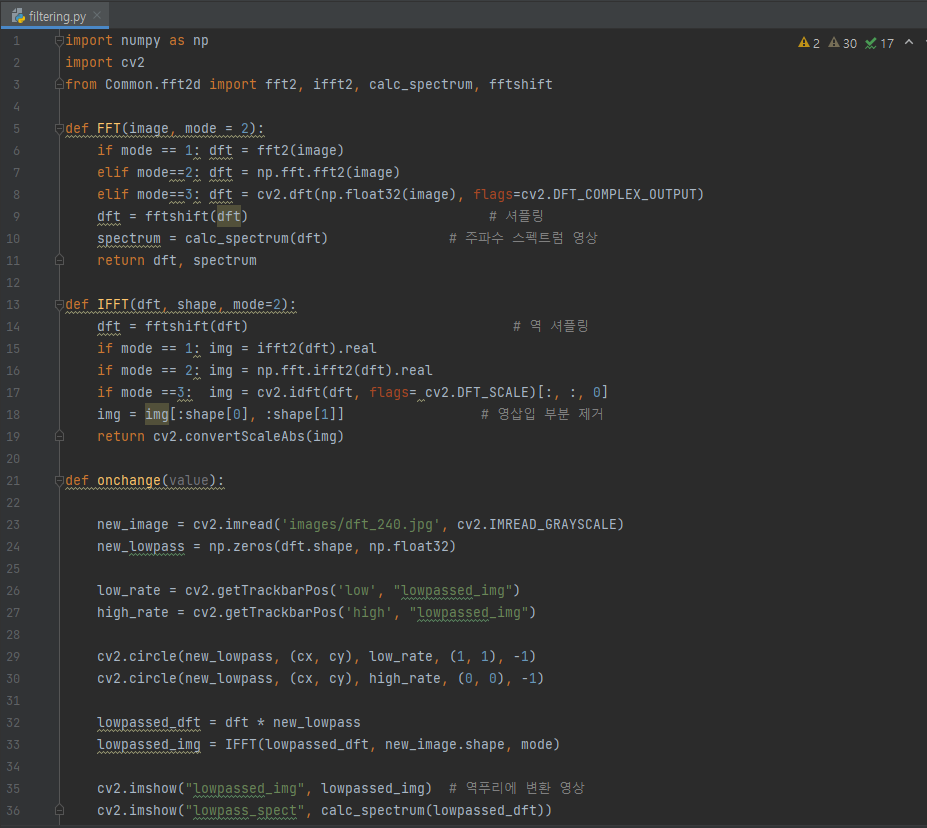 filtering.py
2 30 17
1 import numpy as np
2 import cv2
3 from Common.fft2d import fft2, ifft2, calc_spectrum, fftshift
4
5 def FFT(image, mode = 2):
6 if mode == 1: dft = fft2(image)
7 elif mode==2: dft = np.fft.fft2(image)
8 elif mode==3: dft = cv2.dft(np.float32(image), flags=cv2.DFT_COMPLEX_OUTPUT)
9 dft = fftshift(dft) # 셔플링
10 spectrum = calc_spectrum(dft) # 주파수 스펙트럼 영상
11 return dft, spectrum
12
13 def IFFT(dft, shape, mode=2):
14 dft = fftshift(dft) # 역 셔플링
15 if mode == 1: img = ifft2(dft).real
16 if mode == 2: img = np.fft.ifft2(dft).real
17 if mode ==3: img = cv2.idft(dft, flags= cv2.DFT_SCALE)[:, :, 0]
18 img = img[:shape[0], :shape[1]] # 영삽입 부분 제거
19 return cv2.convertScaleAbs(img)
20
21 def onchange(value):
22
23 new_image = cv2.imread('images/dft_240.jpg', cv2.IMREAD_GRAYSCALE)
24 new_lowpass = np.zeros(dft.shape, np.float32)
25
26 low_rate = cv2.getTrackbarPos('low', "lowpassed_img")
27 high_rate = cv2.getTrackbarPos('high', "lowpassed_img")
28
29 cv2.circle(new_lowpass, (cx, cy), low_rate, (1, 1), -1)
30 cv2.circle(new_lowpass, (cx, cy), high_rate, (0, 0), -1)
31
32 lowpassed_dft = dft * new_lowpass
33 lowpassed_img = IFFT(lowpassed_dft, new_image.shape, mode)
34
35 cv2.imshow("lowpassed_img", lowpassed_img) # 역푸리에 변환 영상
36 cv2.imshow("lowpass_spect", calc_spectrum(lowpassed_dft))